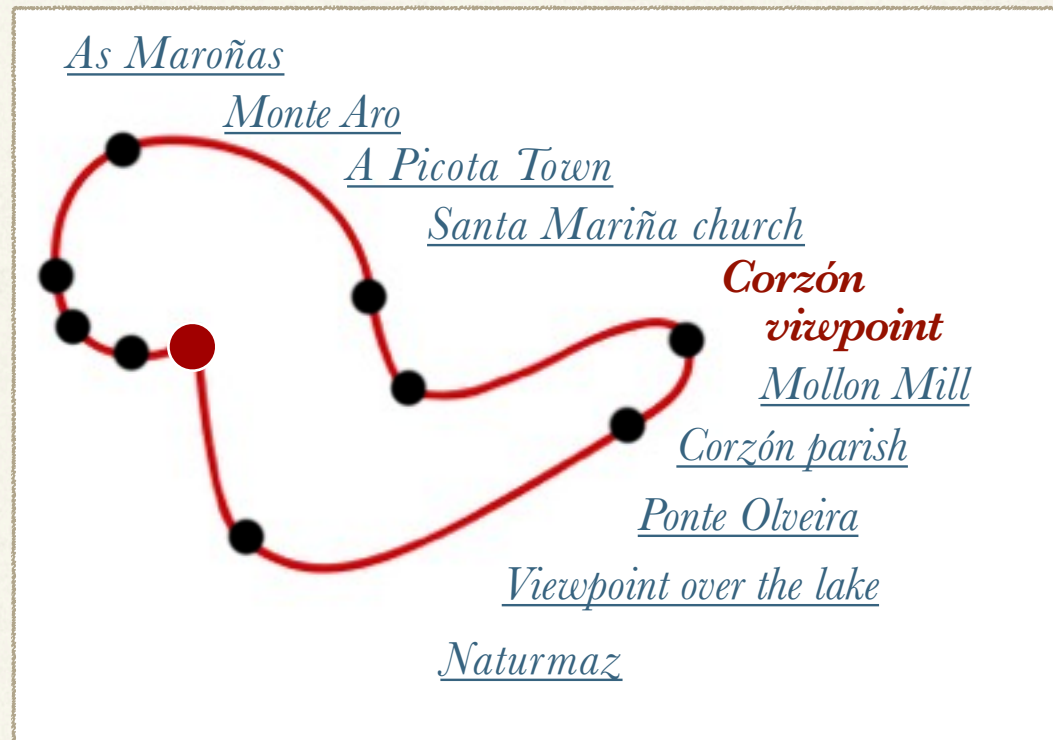 As Maroñas
Monte Aro
A Picota Town
Santa Mariña church
Corzón
viwpoint
Mollon Mill
Corzón parish
Ponte Olveira
Viewpoint over the lake
Naturmaz